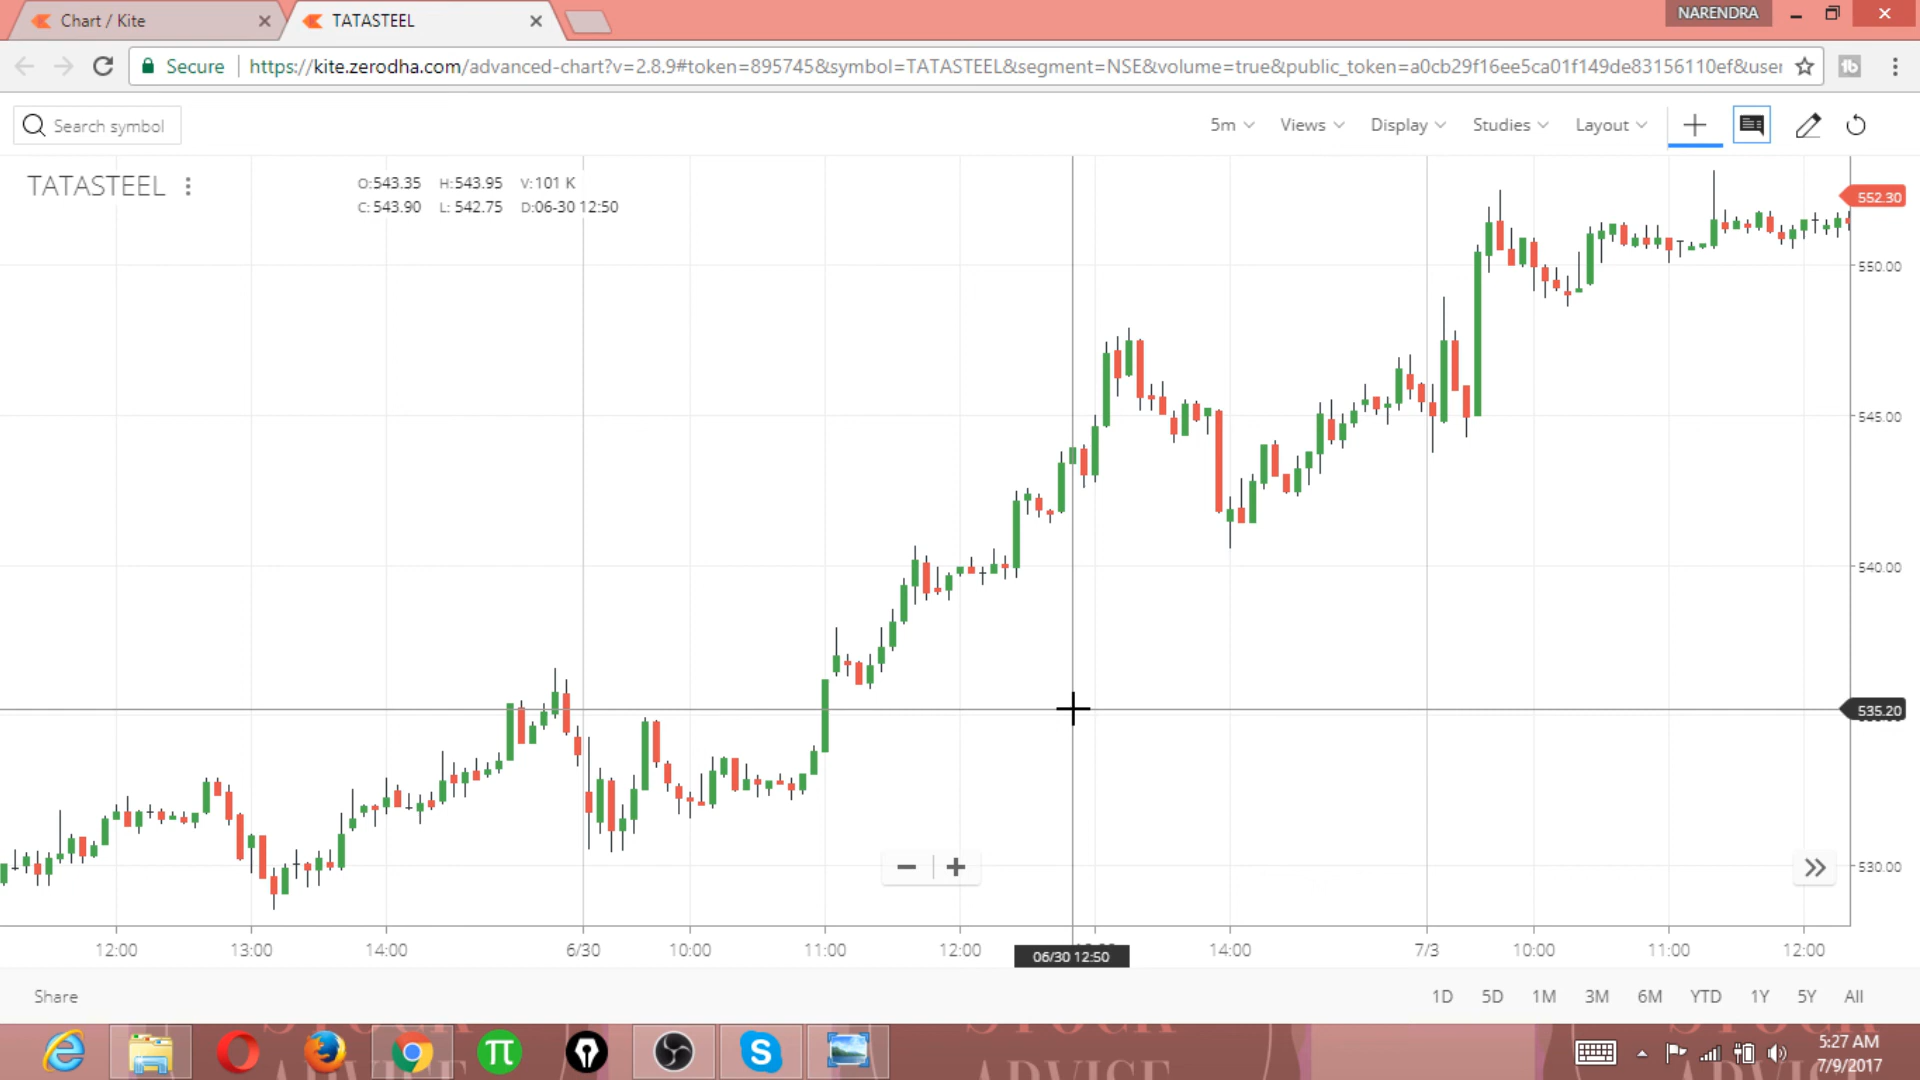 Chart / Kite
TATASTEEL
NARENDRA
Secure
https://kite.zerodha.com/advanced-chart?v=2.8.9#token=895745&symbol=TATASTEEL&segment=NSE&volume=true&public_token=a0cb29f16ee5ca01f149de83156110ef&user
Search symbol
5m
Views
Display
Studies
Layout
TATASTEEL
O:543.35 H:543.95 V:101 K
C:543.90 L: 542.75 D:06-30 12:50
552.30
550.00
545.00
540.00
535.20
530.00
12:00 13:00 14:00 6/30 10:00 11:00 12:00 14:00 7/3 10:00 11:00 12:00
06/30 12:50
Share
1D 5D 1M 3M 6M YTD 1Y 5Y All
5:27 AM
7/9/2017